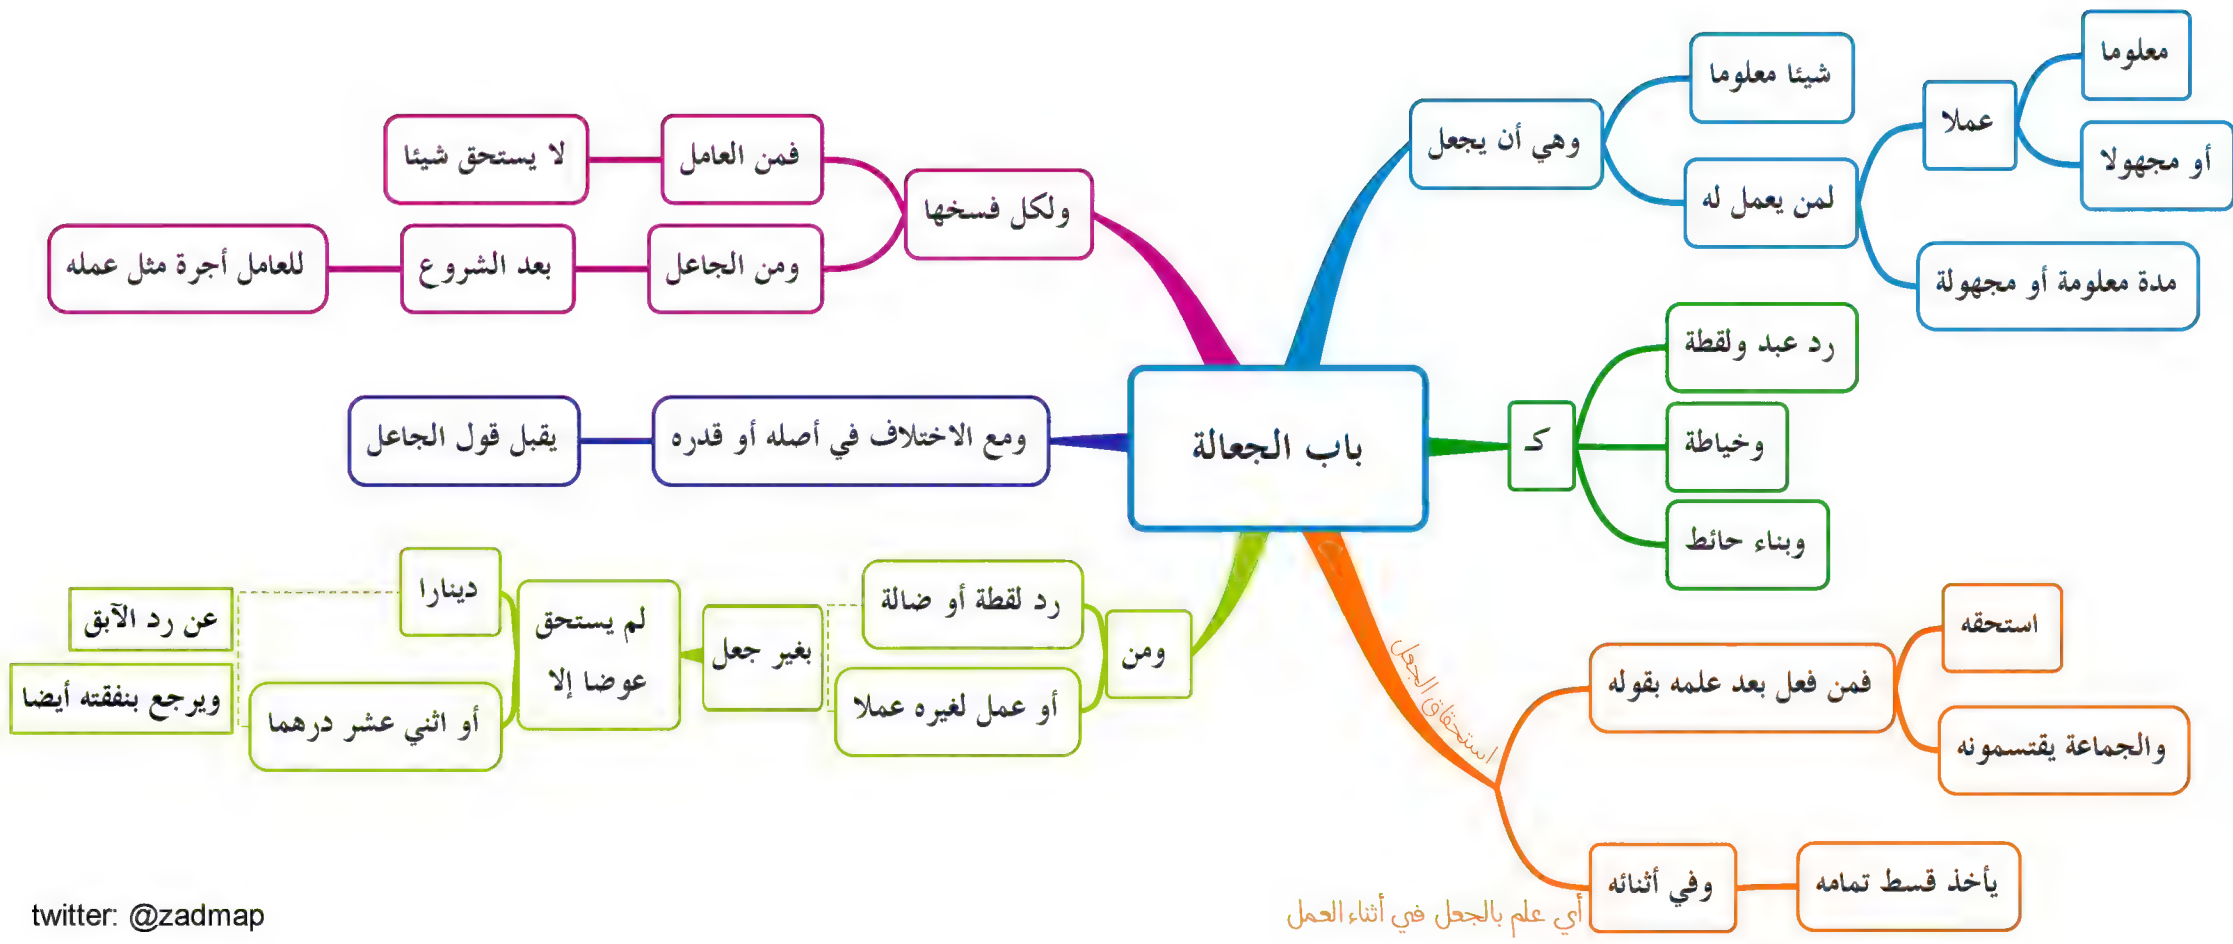 باب الجعالة
وهي أن يجعل
شيئا معلوما
لمن يعمل له
عملا
معلوما
أو مجهولا
مدة معلومة أو مجهولة
كـ
رد عبد ولقطة
وخياطة
وبناء حائط
استحقاق الجعل
فمن فعل بعد علمه بقوله
استحقه
والجماعة يقتسمونه
وفي أثنائه
يأخذ قسط تمامه
أي علم بالجعل في أثناء العمل
ولكل فسخها
فمن العامل
لا يستحق شيئا
ومن الجاعل
بعد الشروع
للعامل أجرة مثل عمله
ومع الاختلاف في أصله أو قدره
يقبل قول الجاعل
ومن
رد لقطة أو ضالة
أو عمل لغيره عملا
بغير جعل
لم يستحق
عوضا إلا
دينارا
أو اثني عشر درهما
عن رد الآبق
ويرجع بنفقته أيضا
twitter: @zadmap